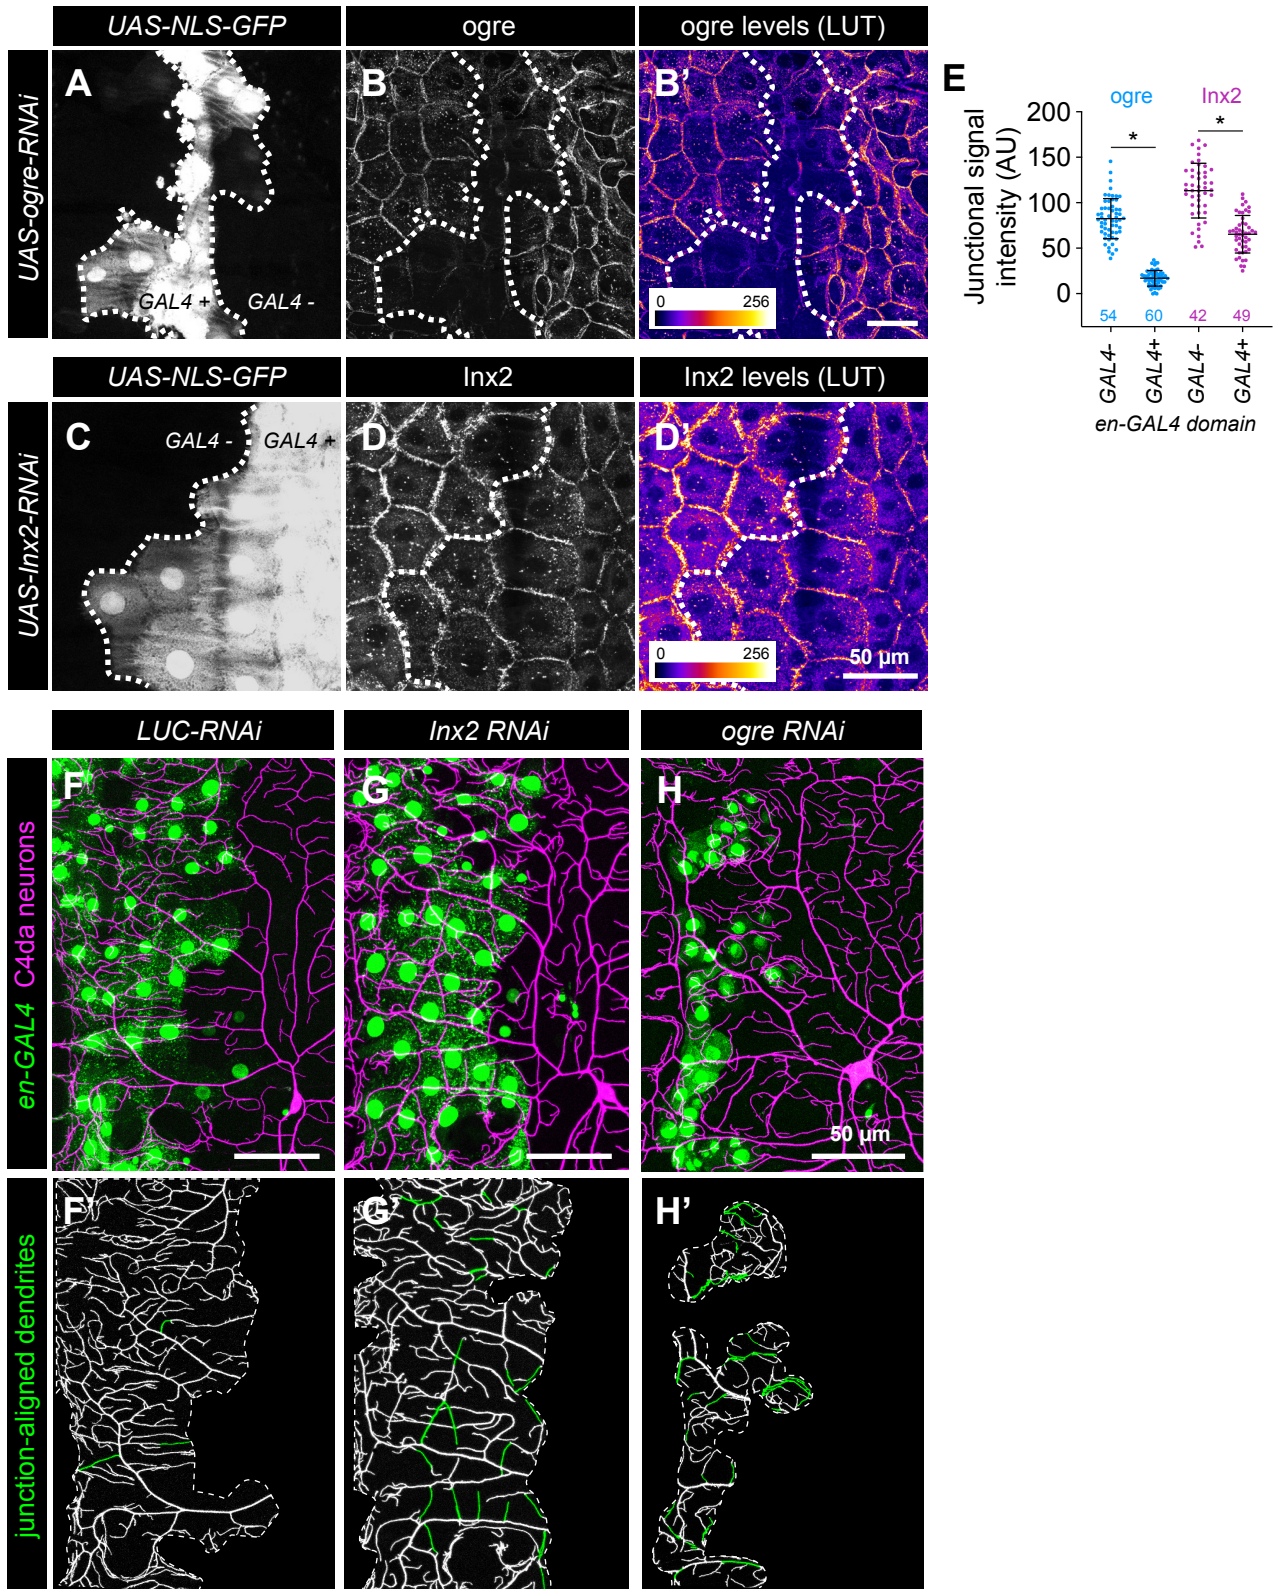 UAS-NLS-GFP
ogre
ogre levels (LUT)
UAS-ogre-RNAi
A
GAL4 +
GAL4 -
B
B'
0
256
E
ogre
Inx2
*
*
Junctional signal
intensity (AU)
200
150
100
50
0
54
60
42
49
GAL4-
GAL4+
GAL4-
GAL4+
en-GAL4 domain
UAS-NLS-GFP
Inx2
Inx2 levels (LUT)
UAS-Inx2-RNAi
C
GAL4 -
GAL4 +
D
D'
0
256
50 µm
LUC-RNAi
Inx2 RNAi
ogre RNAi
en-GAL4 C4da neurons
F
G
H
50 µm
junction-aligned dendrites
F'
G'
H'